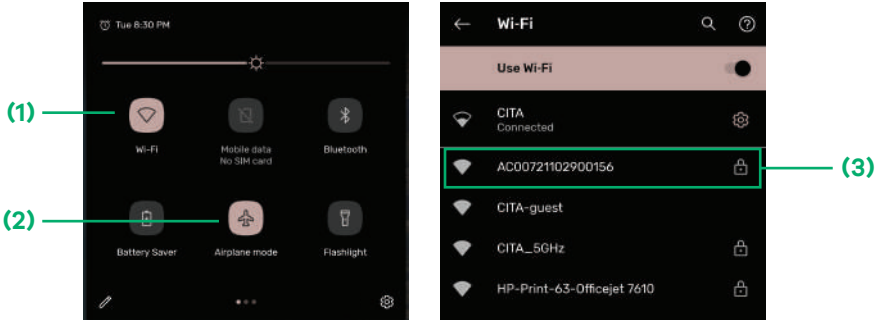 Tue 8:30 PM
(1)
Wi-Fi
Mobile data
No SIM card
Bluetooth
(2)
Battery Saver
Airplane mode
Flashlight
Wi-Fi
Use Wi-Fi
CITA
Connected
AC00721102900156
(3)
CITA-guest
CITA_5GHz
HP-Print-63-Officejet 7610